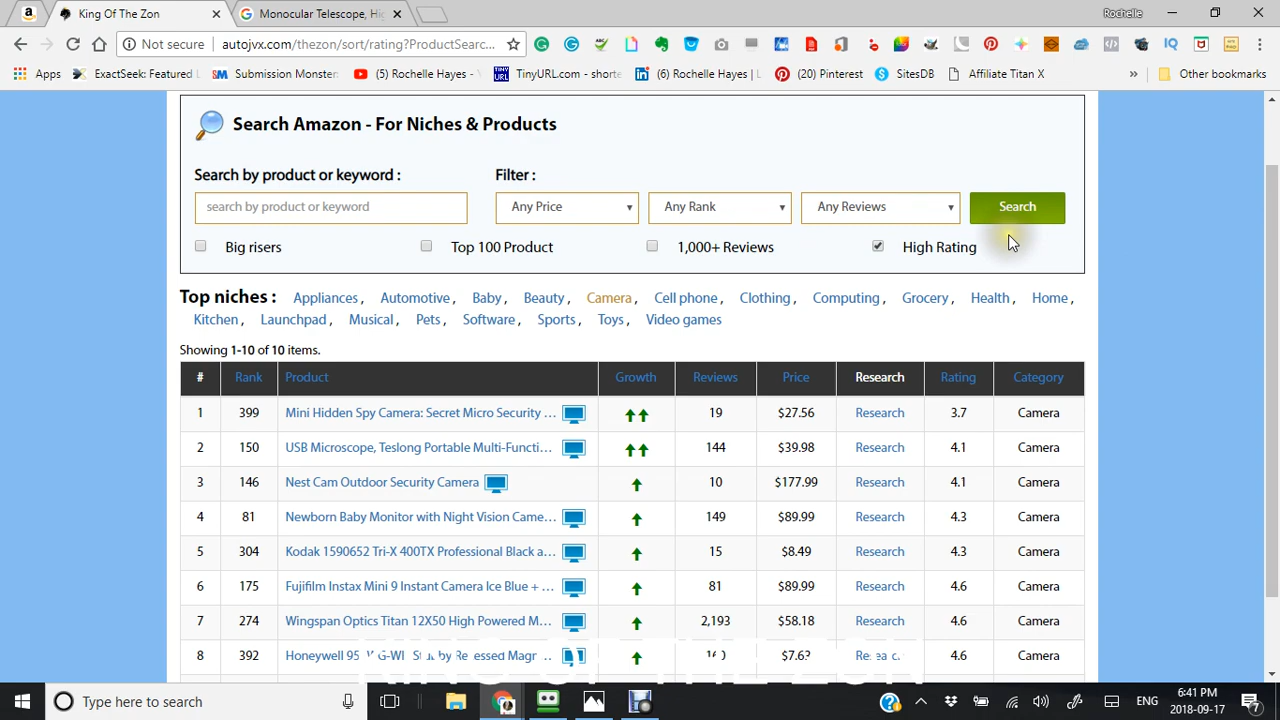 King Of The Zon
Monocular Telescope, Hi
Rochelle
Not secure | autojvx.com/thezon/sort/rating?ProductSearc...
Apps ExactSeek: Featured Submission Monster (5) Rochelle Hayes - TinyURL.com - shorte (6) Rochelle Hayes | L (20) Pinterest SitesDB Affiliate Titan X » Other bookmarks
Search Amazon - For Niches & Products
Search by product or keyword : Filter :
search by product or keyword Any Price Any Rank Any Reviews Search
Big risers Top 100 Product 1,000+ Reviews High Rating
Top niches : Appliances , Automotive , Baby , Beauty , Camera , Cell phone , Clothing , Computing , Grocery , Health , Home ,
Kitchen , Launchpad , Musical , Pets , Software , Sports , Toys , Video games
Showing 1-10 of 10 items.
# Rank Product Growth Reviews Price Research Rating Category
1 399 Mini Hidden Spy Camera: Secret Micro Security ... 19 $27.56 Research 3.7 Camera
2 150 USB Microscope, Teslong Portable Multi-Functi... 144 $39.98 Research 4.1 Camera
3 146 Nest Cam Outdoor Security Camera 10 $177.99 Research 4.1 Camera
4 81 Newborn Baby Monitor with Night Vision Came... 149 $89.99 Research 4.3 Camera
5 304 Kodak 1590652 Tri-X 400TX Professional Black a... 15 $8.49 Research 4.3 Camera
6 175 Fujifilm Instax Mini 9 Instant Camera Ice Blue + ... 81 $89.99 Research 4.6 Camera
7 274 Wingspan Optics Titan 12X50 High Powered M... 2,193 $58.18 Research 4.6 Camera
8 392 Honeywell by 4.6 Camera
Type here to search
ENG
6:41 PM
2018-09-17
7